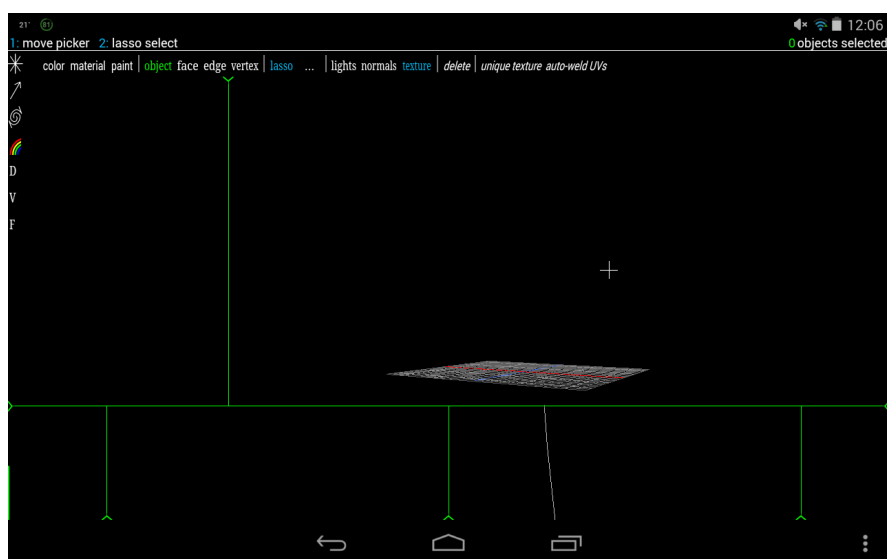 21° 81 12:06
1: move picker 2: lasso select 0 objects selected
color material paint object face edge vertex lasso ... lights normals texture delete unique texture auto-weld UVs
D
V
F